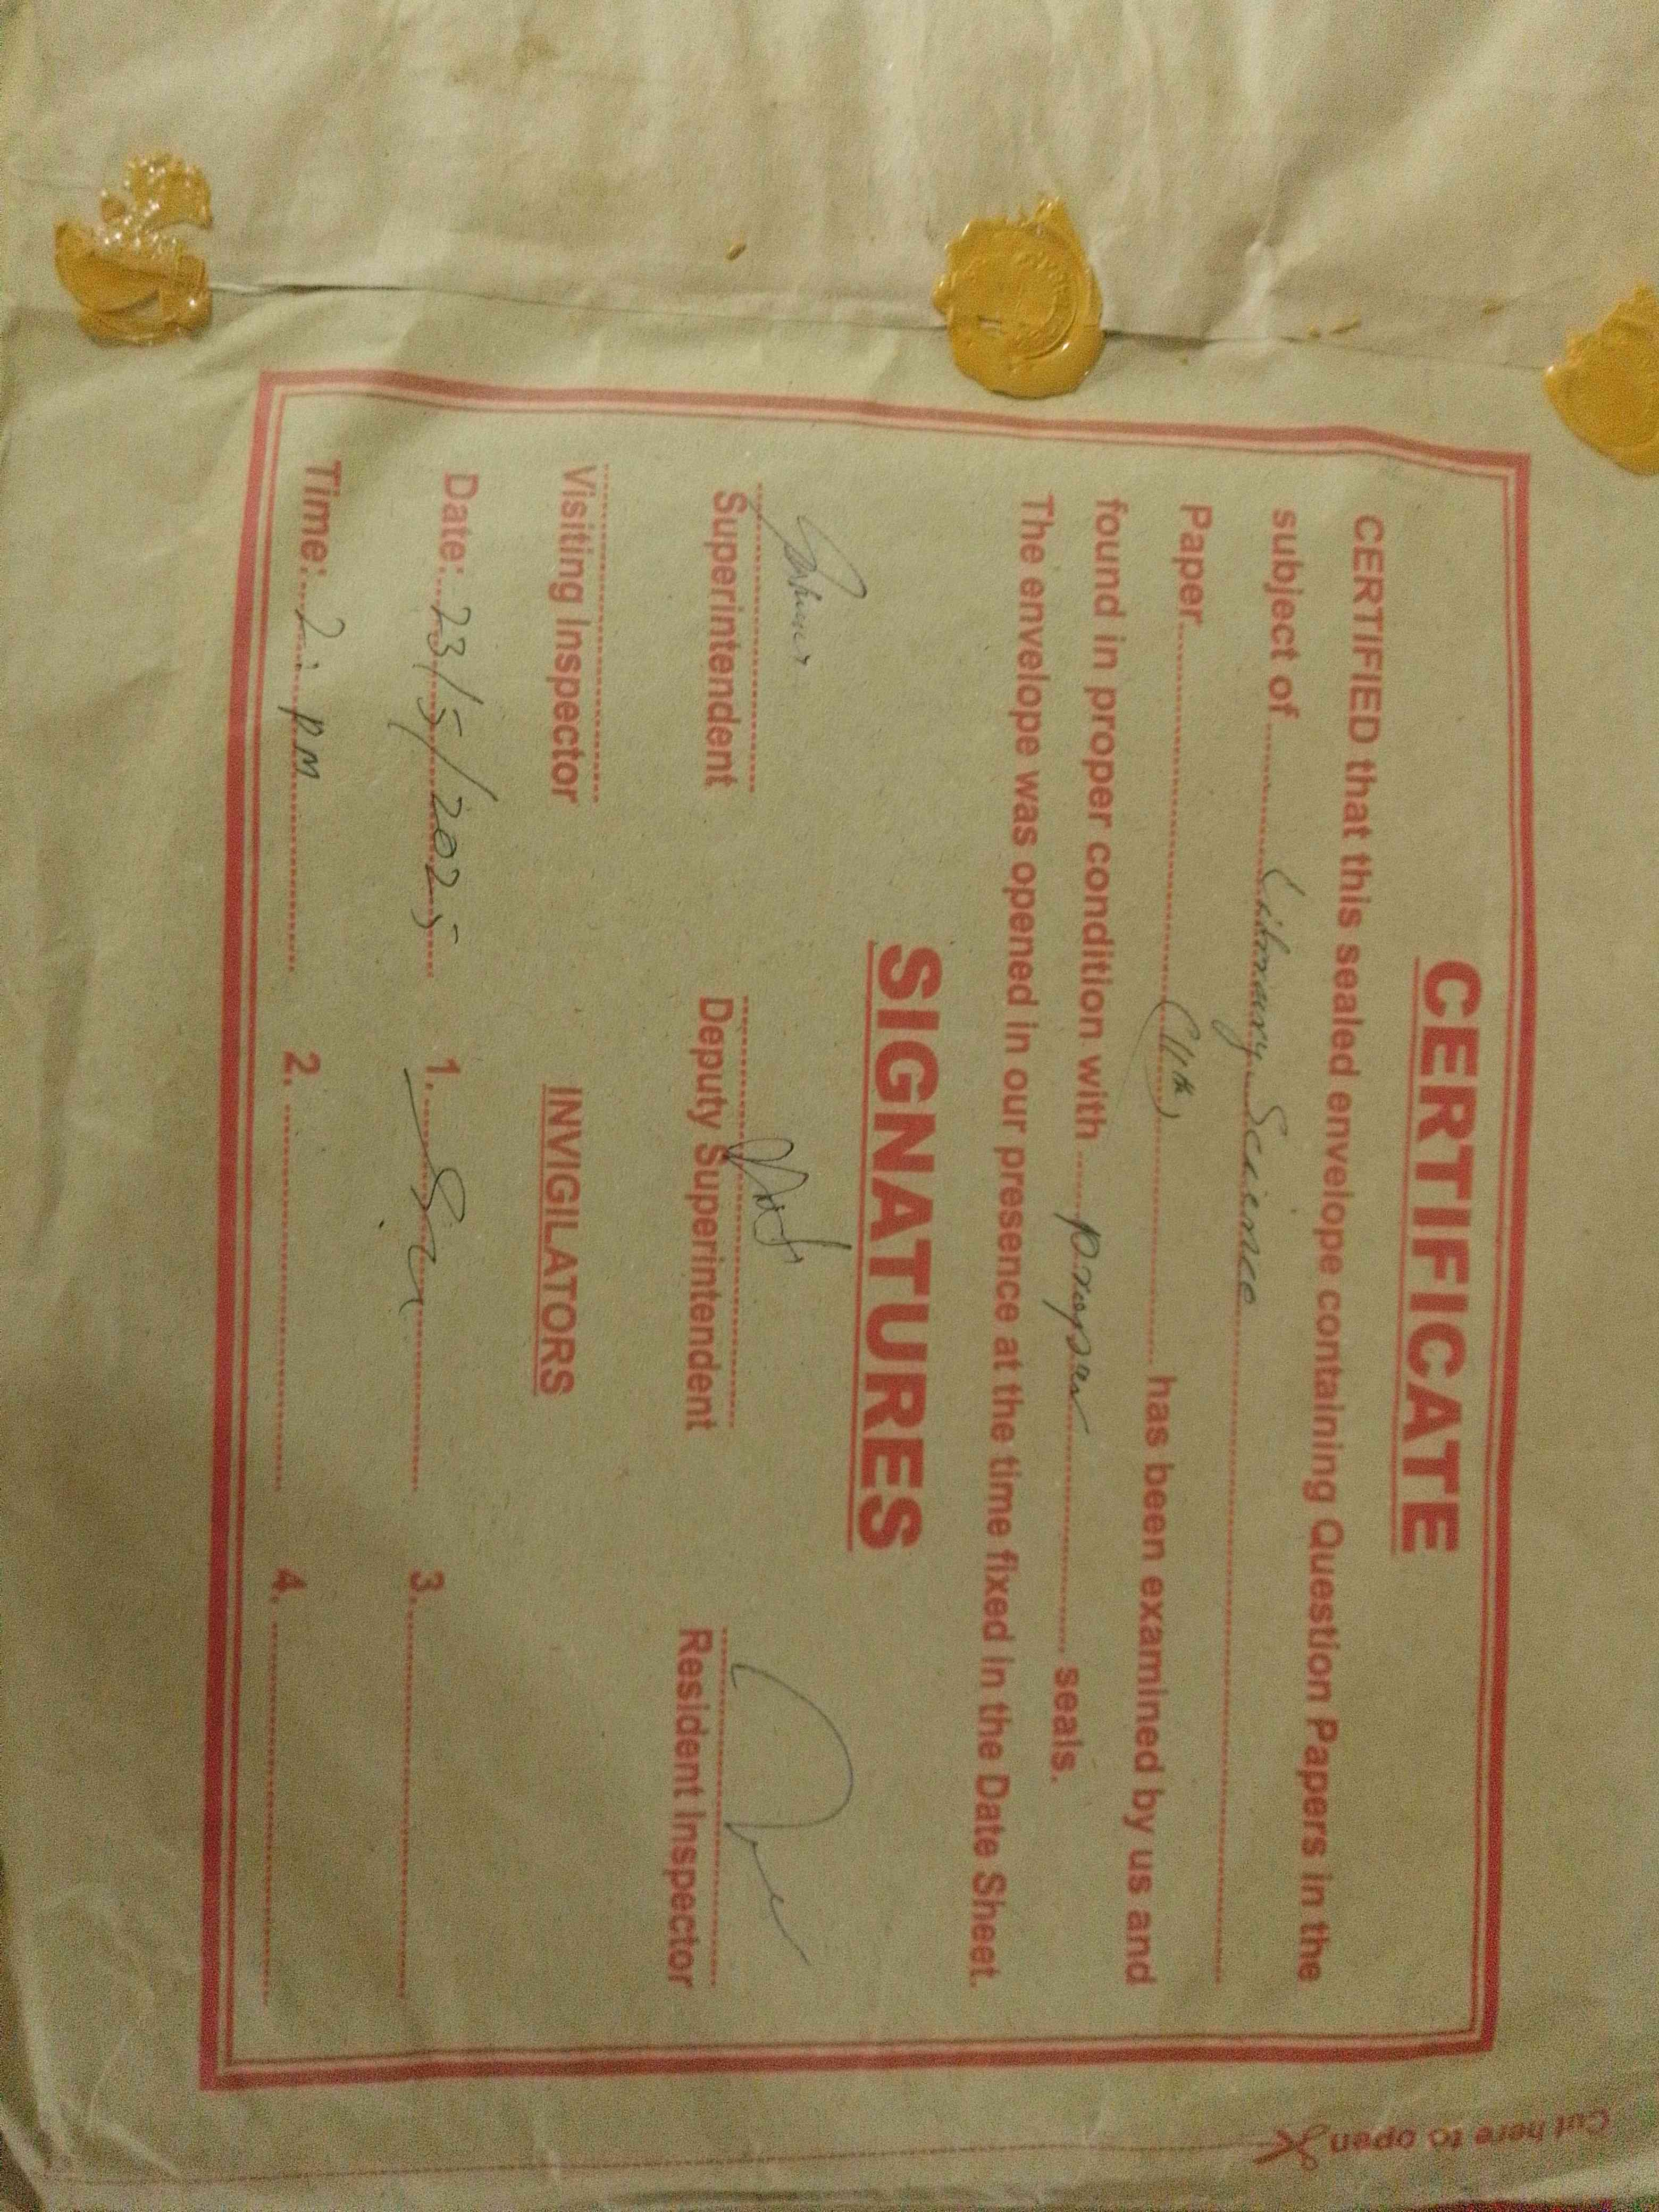 CERTIFICATE
CERTIFIED that this sealed envelope containing Question Papers in the
subject of Library Science
Paper (11th) has been examined by us and
found in proper condition with proper seals.
The envelope was opened in our presence at the time fixed in the Date Sheet.
SIGNATURES
Superintendent Deputy Superintendent Resident Inspector
Visiting Inspector INVIGILATORS
Date: 23/5/2025 1. 3.
Time: 2: PM 2. 4.
Cut here to open